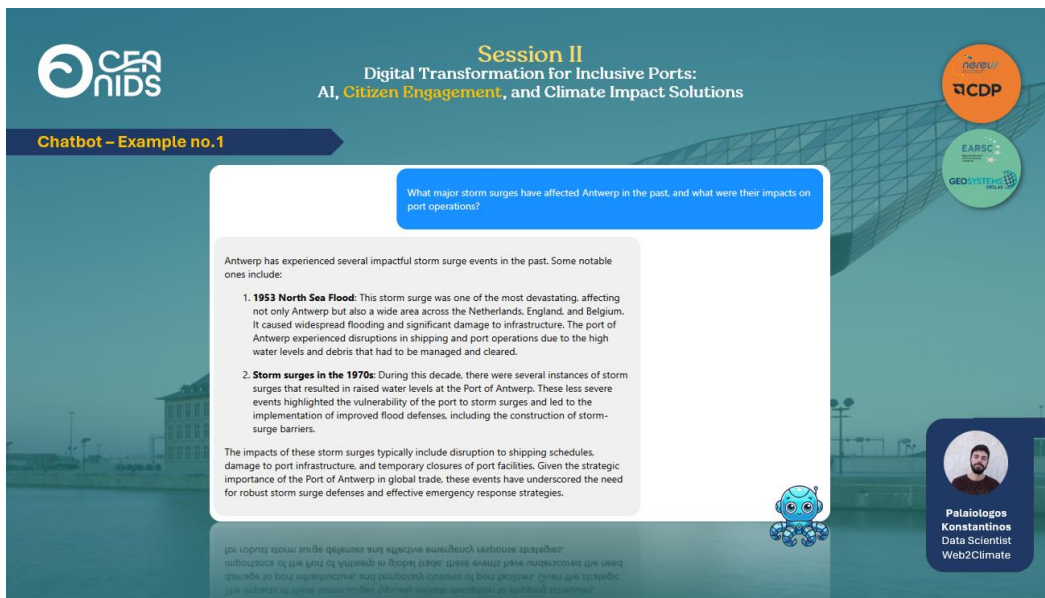 OCEANIDS
Session II
Digital Transformation for Inclusive Ports:
AI, Citizen Engagement, and Climate Impact Solutions
nereus
CDP
EARSC
GEOSYSTEMS
HELLAS
Chatbot – Example no.1
What major storm surges have affected Antwerp in the past, and what were their impacts on
port operations?
Antwerp has experienced several impactful storm surge events in the past. Some notable
ones include:
1. 1953 North Sea Flood: This storm surge was one of the most devastating, affecting
not only Antwerp but also a wide area across the Netherlands, England, and Belgium.
It caused widespread flooding and significant damage to infrastructure. The port of
Antwerp experienced disruptions in shipping and port operations due to the high
water levels and debris that had to be managed and cleared.
2. Storm surges in the 1970s: During this decade, there were several instances of storm
surges that resulted in raised water levels at the Port of Antwerp. These less severe
events highlighted the vulnerability of the port to storm surges and led to the
implementation of improved flood defenses, including the construction of storm-
surge barriers.
The impacts of these storm surges typically include disruption to shipping schedules,
damage to port infrastructure, and temporary closures of port facilities. Given the strategic
importance of the Port of Antwerp in global trade, these events have underscored the need
for robust storm surge defenses and effective emergency response strategies.
Palaiologos
Konstantinos
Data Scientist
Web2Climate